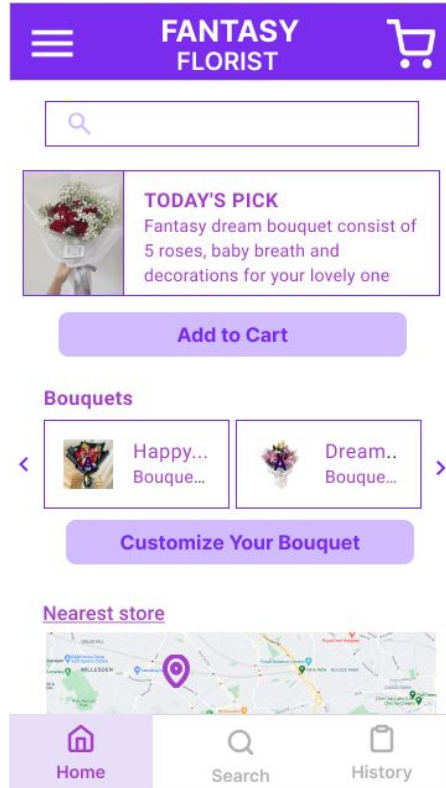 FANTASY
FLORIST
TODAY'S PICK
Fantasy dream bouquet consist of
5 roses, baby breath and
decorations for your lovely one
Add to Cart
Bouquets
Happy...
Bouque...
Dream..
Bouque...
Customize Your Bouquet
Nearest store
WILLESDEN
Home
Search
History